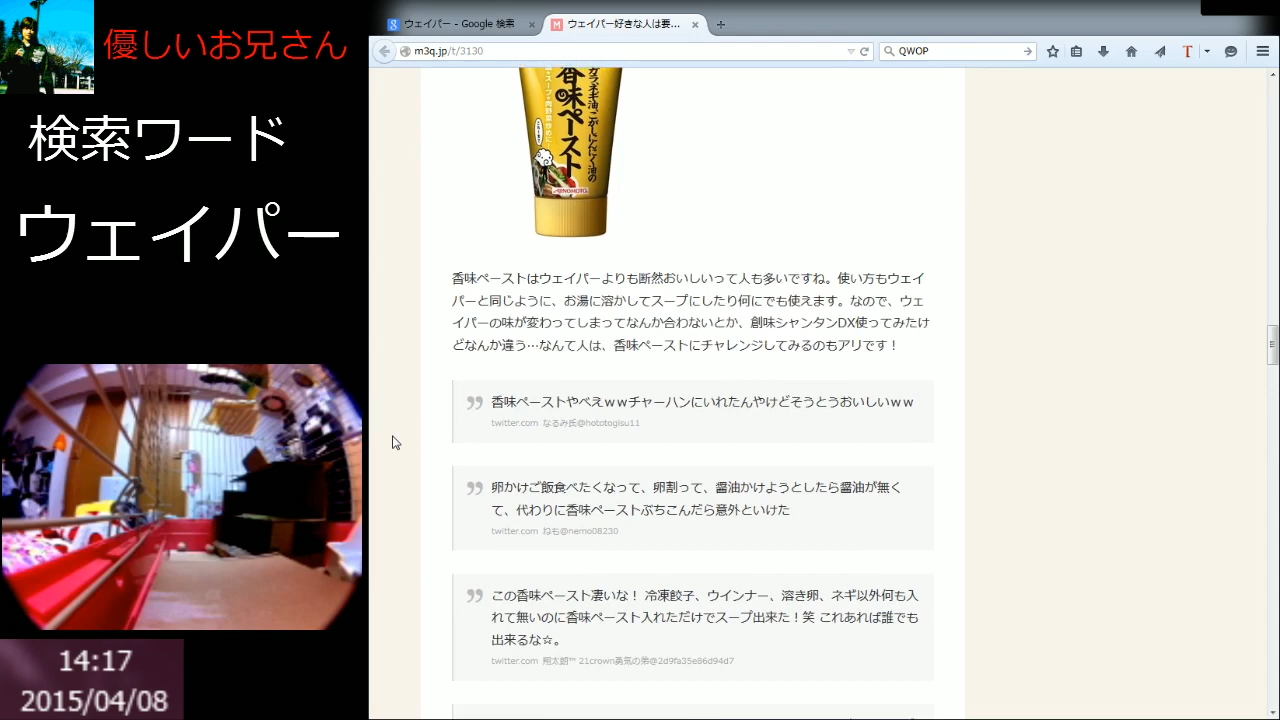 優しいお兄さん
検索ワード
ウェイパー
14:17
2015/04/08
ウェイパー - Google 検索
ウェイパー好きな人は要...
m3q.jp/t/3130
QWOP
香味ペースト
AJINOMOTO
香味ペーストはウェイパーよりも断然おいしいって人も多いですね。使い方もウェイ
パーと同じように、お湯に溶かしてスープにしたり何にでも使えます。なので、ウェ
イパーの味が変わってしまってなんか合わないとか、創味シャンタンDX使ってみたけ
どなんか違う…なんて人は、香味ペーストにチャレンジしてみるのもアリです！
香味ペーストやべえｗｗチャーハンにいれたんやけどそうとうおいしいｗｗ
twitter.com なるみ氏@hototogisu11
卵かけご飯食べたくなって、卵割って、醤油かけようとしたら醤油が無く
て、代わりに香味ペーストぶちこんだら意外といけた
twitter.com ねも@nemo08230
この香味ペースト凄いな！ 冷凍餃子、ウインナー、溶き卵、ネギ以外何も入
れて無いのに香味ペースト入れただけでスープ出来た！笑 これあれば誰でも
出来るな☆。
twitter.com 翔太朗™ 21crown勇気の弟@2d9fa35e86d94d7